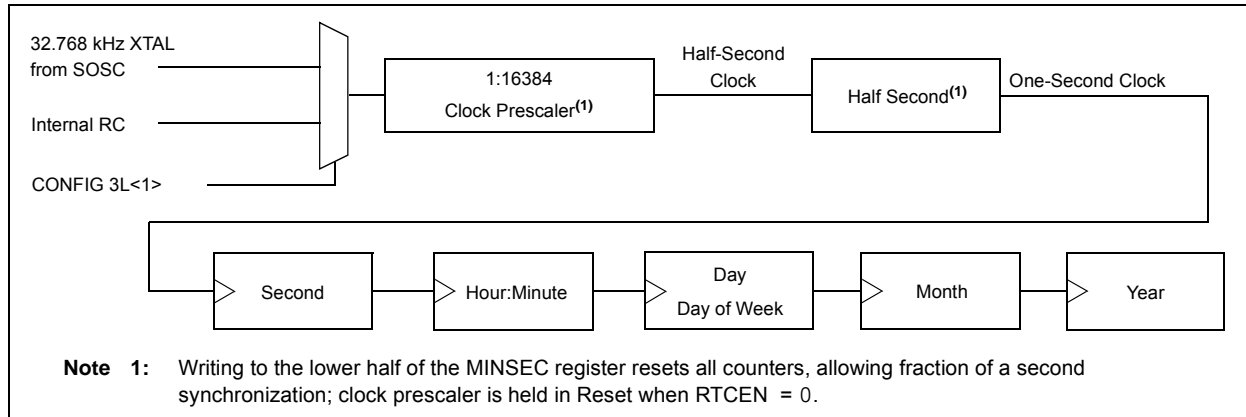 32.768 kHz XTAL
from SOSC
Internal RC
CONFIG 3L<1>
1:16384
Clock Prescaler(1)
Half-Second
Clock
Half Second(1)
One-Second Clock
Second
Hour:Minute
Day
Day of Week
Month
Year
Note 1: Writing to the lower half of the MINSEC register resets all counters, allowing fraction of a second
synchronization; clock prescaler is held in Reset when RTCEN = 0.